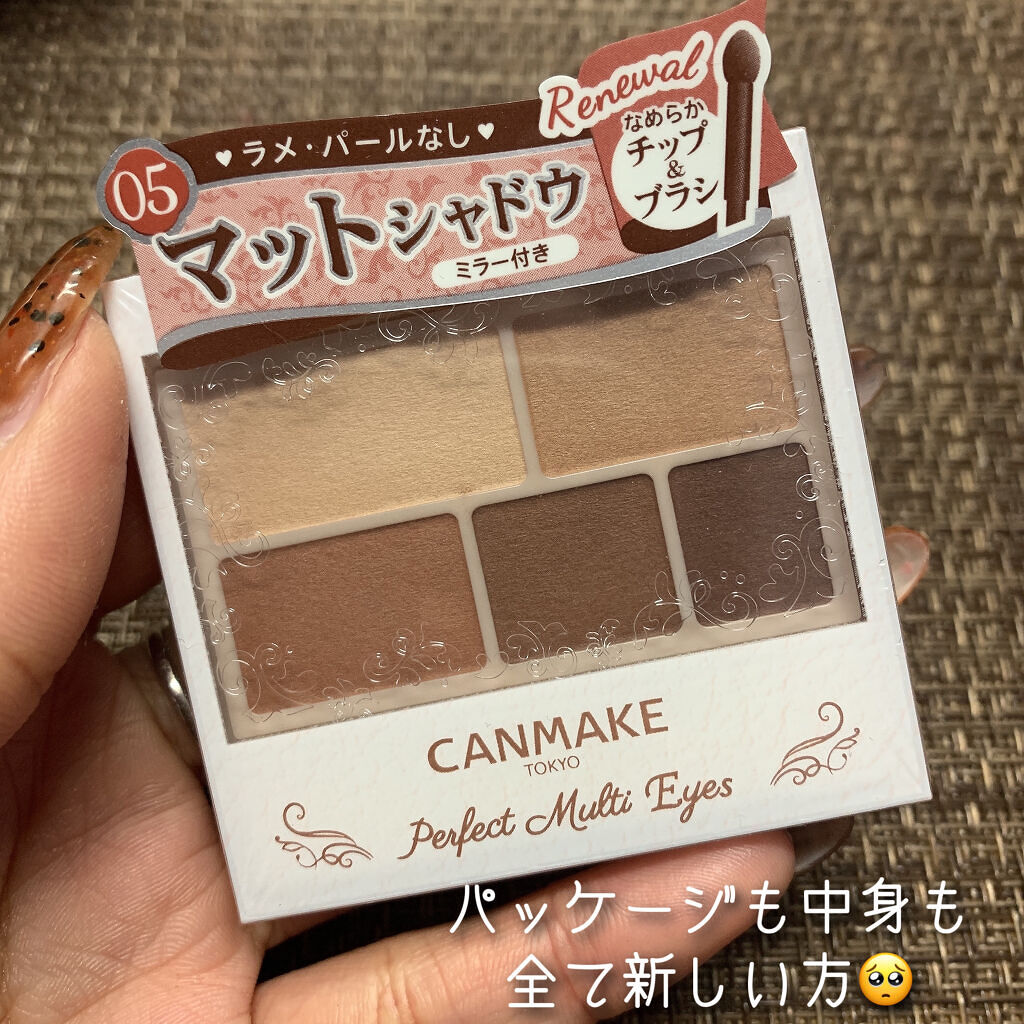 Renewal
なめらか
チップ
&
ブラシ
♥ラメ・パールなし♥
05
マットシャドウ
ミラー付き
CANMAKE
TOKYO
Perfect Multi Eyes
パッケージも中身も
全て新しい方🥺